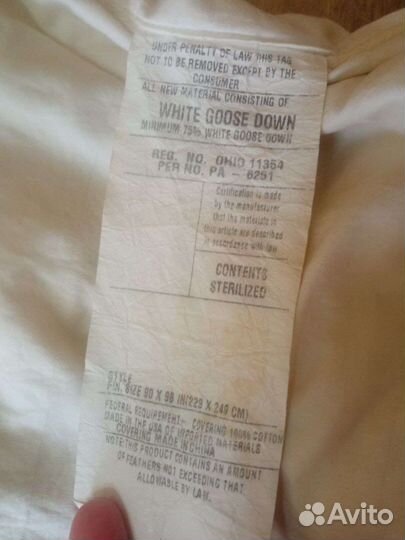 UNDER PENALTY OF LAW THIS TAG
NOT TO BE REMOVED EXCEPT BY THE
CONSUMER
ALL NEW MATERIAL CONSISTING OF
WHITE GOOSE DOWN
MINIMUM 75% WHITE GOOSE DOWN
REG. NO. OHIO 11354
PER NO. PA - 6251
Certification is made
by the manufacturer
that the materials in
this article are described
in accordance with law
CONTENTS
STERILIZED
STYLE
FIN. SIZE 90 X 98 IN(229 X 249 CM)
FEDERAL REQUIREMENT:- COVERING 100% COTTON
MADE IN THE USA OF IMPORTED MATERIALS
COVERING MADE IN CHINA
NOTE THIS PRODUCT CONTAINS AN AMOUNT
OF FEATHERS NOT EXCEEDING THAT
ALLOWABLE BY LAW.
Avito